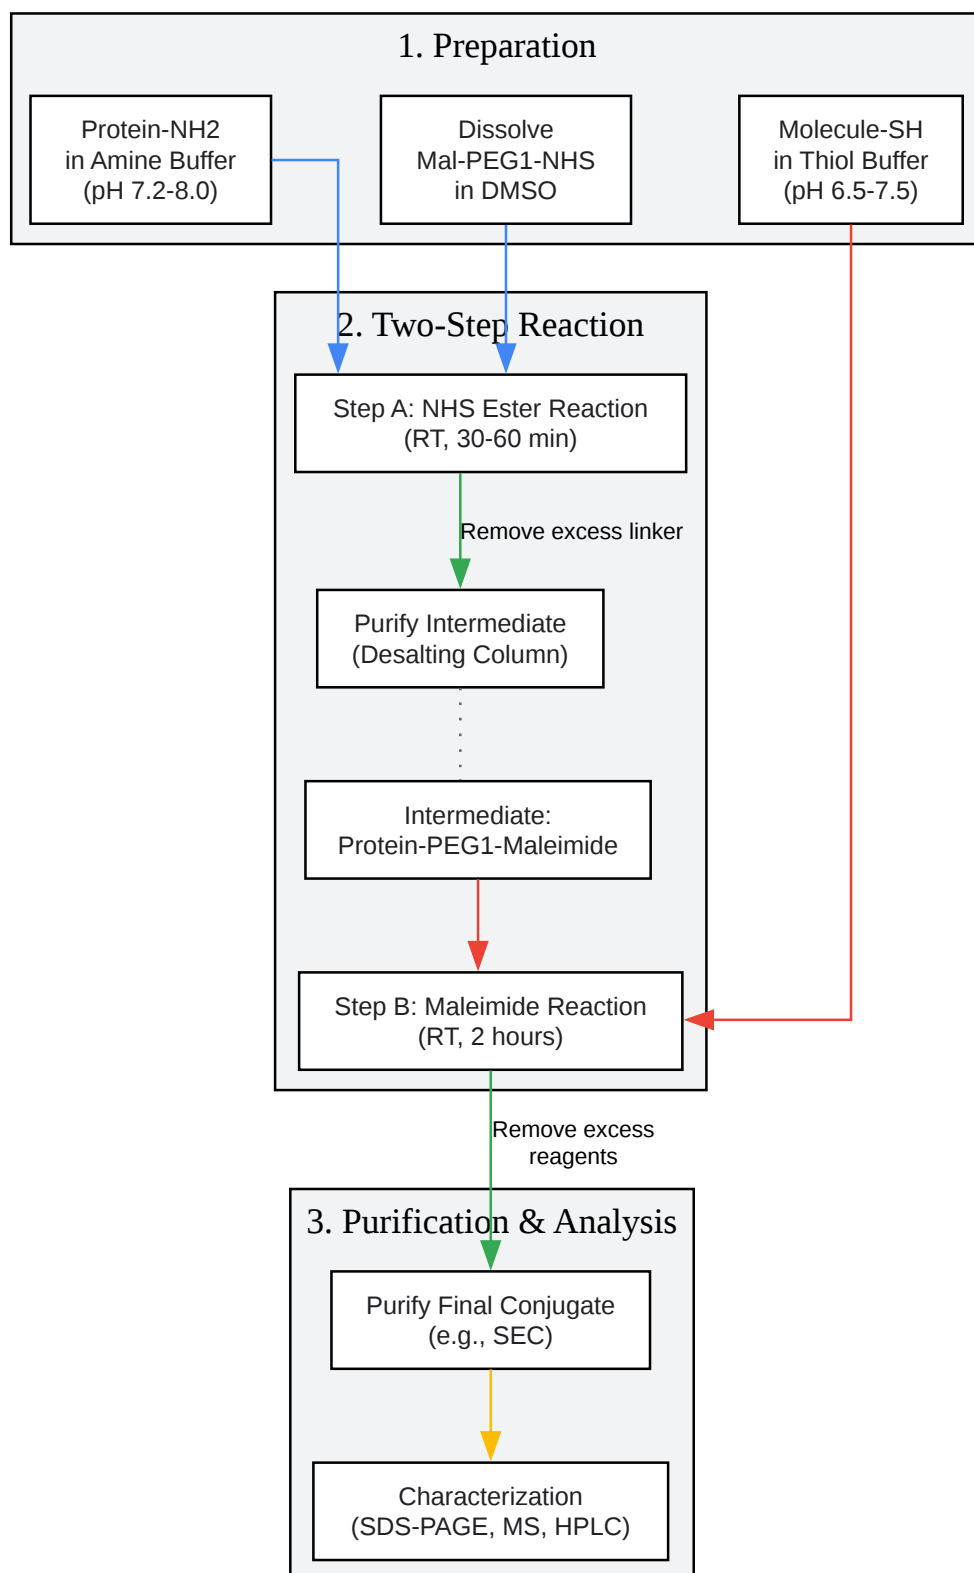 1. Preparation
Protein-NH2
in Amine Buffer
(pH 7.2-8.0)
Dissolve
Mal-PEG1-NHS
in DMSO
Molecule-SH
in Thiol Buffer
(pH 6.5-7.5)
2. Two-Step Reaction
Step A: NHS Ester Reaction
(RT, 30-60 min)
Remove excess linker
Purify Intermediate
(Desalting Column)
Intermediate:
Protein-PEG1-Maleimide
Step B: Maleimide Reaction
(RT, 2 hours)
Remove excess
reagents
3. Purification & Analysis
Purify Final Conjugate
(e.g., SEC)
Characterization
(SDS-PAGE, MS, HPLC)